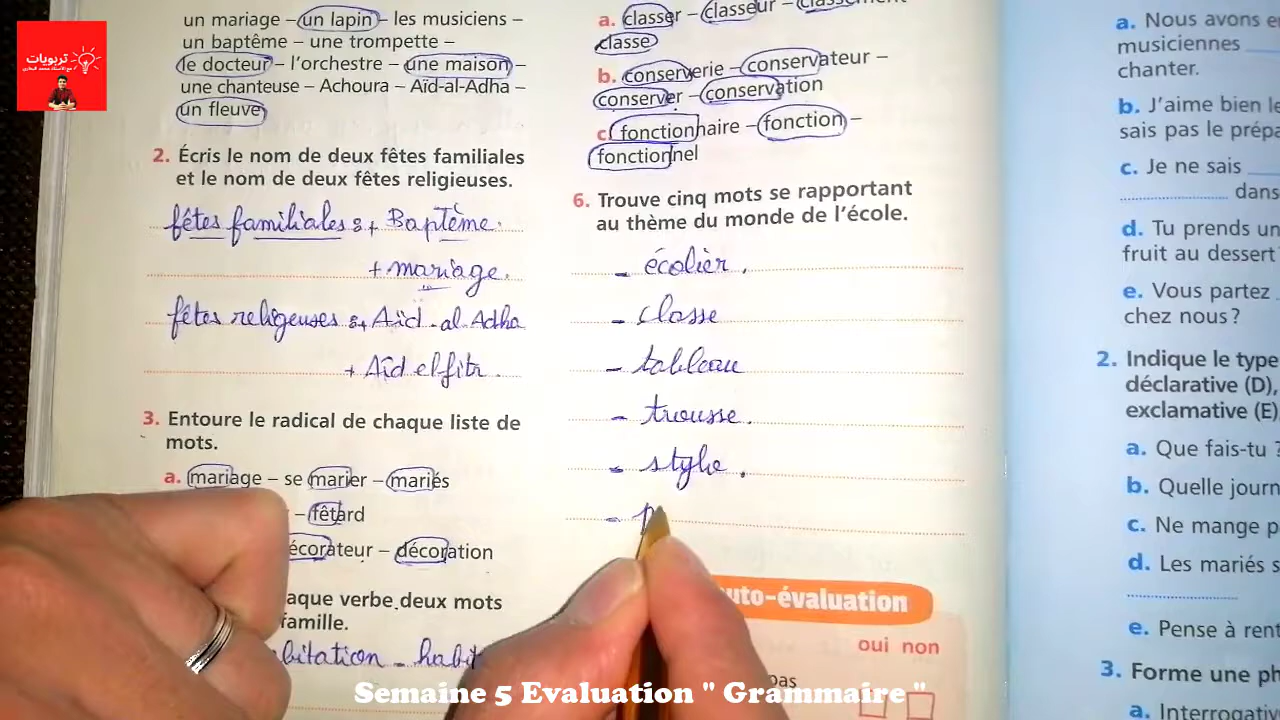 تربويات
un mariage – un lapin – les musiciens –
un baptême – une trompette –
le docteur – l'orchestre – une maison –
une chanteuse – Achoura – Aïd-al-Adha –
un fleuve
2. Écris le nom de deux fêtes familiales
et le nom de deux fêtes religieuses.
fêtes familiales : + Baptême.
+ mariage.
fêtes religeuses : + Aïd-al-Adha
+ Aïd el fitr.
3. Entoure le radical de chaque liste de
mots.
a. mariage – se marier – mariés
– fêtard
écorateur – décoration
aque verbe deux mots
famille.
bitation - habit
a. classer – classeur – classement
classe
b. conserverie – conservateur –
conserver – conservation
c. fonctionnaire – fonction –
fonctionnel
6. Trouve cinq mots se rapportant
au thème du monde de l'école.
- écolier.
- classe
- tableau
- trousse.
- stylo.
- p
uto-évaluation
oui non
pas
a. Nous avons e
musiciennes
chanter.
b. J'aime bien le
sais pas le prépa
c. Je ne sais
dans
d. Tu prends un
fruit au dessert
e. Vous partez
chez nous ?
2. Indique le type
déclarative (D),
exclamative (E)
a. Que fais-tu ?
b. Quelle journ
c. Ne mange p
d. Les mariés s
e. Pense à rent
3. Forme une ph
a. Interrogativ
Semaine 5 Evaluation " Grammaire "